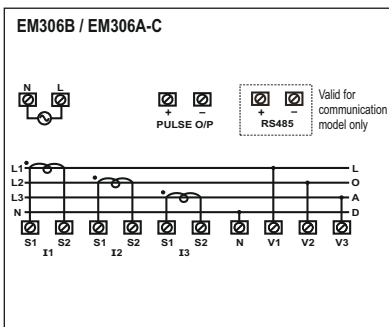 EM306B / EM306A-C
N L
+ – + –
PULSE O/P RS485
Valid for
communication
model only
L1 L
L2 O
L3 A
N D
S1 S2 S1 S2 S1 S2 N V1 V2 V3
I1 I2 I3